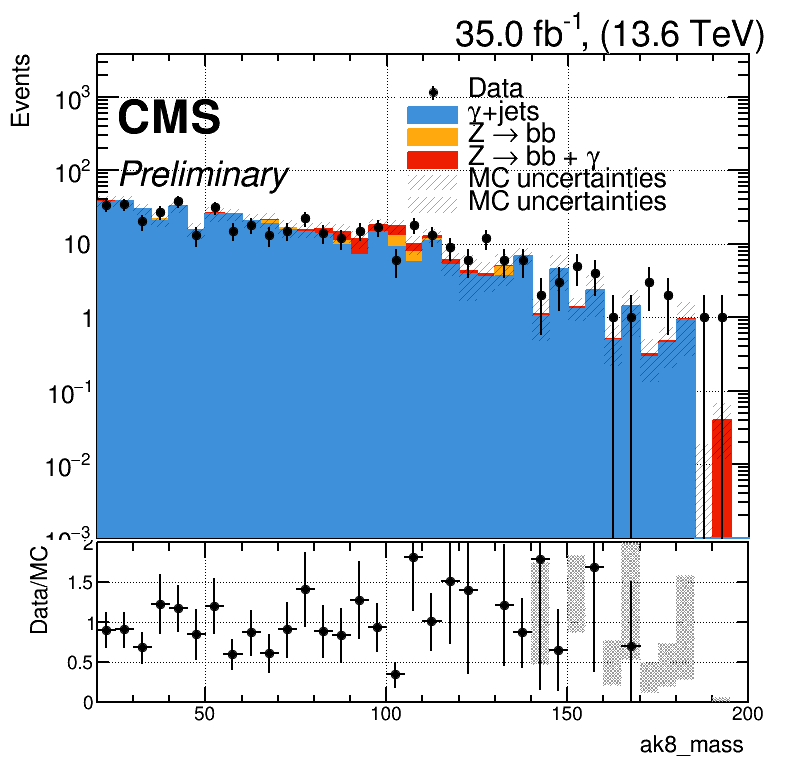 35.0 fb⁻¹, (13.6 TeV)
Events
10³
10²
10
1
10⁻¹
10⁻²
10⁻³
CMS
Preliminary
Data
γ+jets
Z → bb
Z → bb + γ
MC uncertainties
MC uncertainties
Data/MC
2
1.5
1
0.5
0
50
100
150
200
ak8_mass